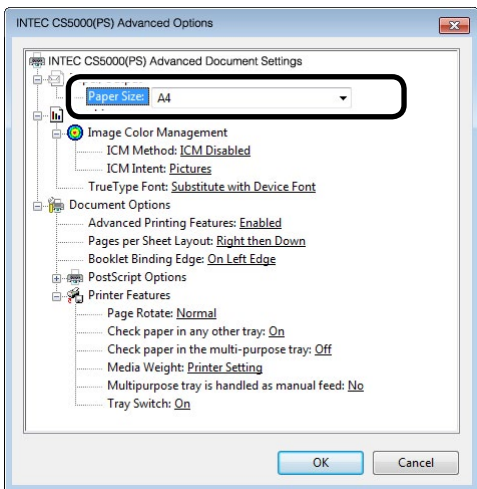 INTEC CS5000(PS) Advanced Options
INTEC CS5000(PS) Advanced Document Settings
Paper Size: A4
Image Color Management
ICM Method: ICM Disabled
ICM Intent: Pictures
TrueType Font: Substitute with Device Font
Document Options
Advanced Printing Features: Enabled
Pages per Sheet Layout: Right then Down
Booklet Binding Edge: On Left Edge
PostScript Options
Printer Features
Page Rotate: Normal
Check paper in any other tray: On
Check paper in the multi-purpose tray: Off
Media Weight: Printer Setting
Multipurpose tray is handled as manual feed: No
Tray Switch: On
OK Cancel